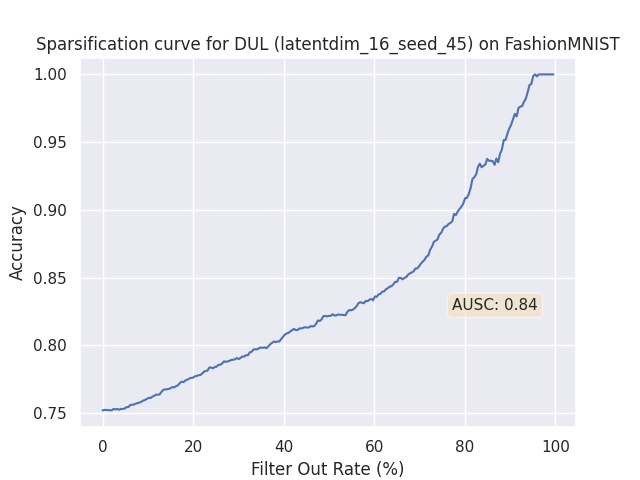 Sparsification curve for DUL (latentdim_16_seed_45) on FashionMNIST
1.00
0.95
0.90
0.85
0.80
0.75
Accuracy
AUSC: 0.84
0 20 40 60 80 100
Filter Out Rate (%)